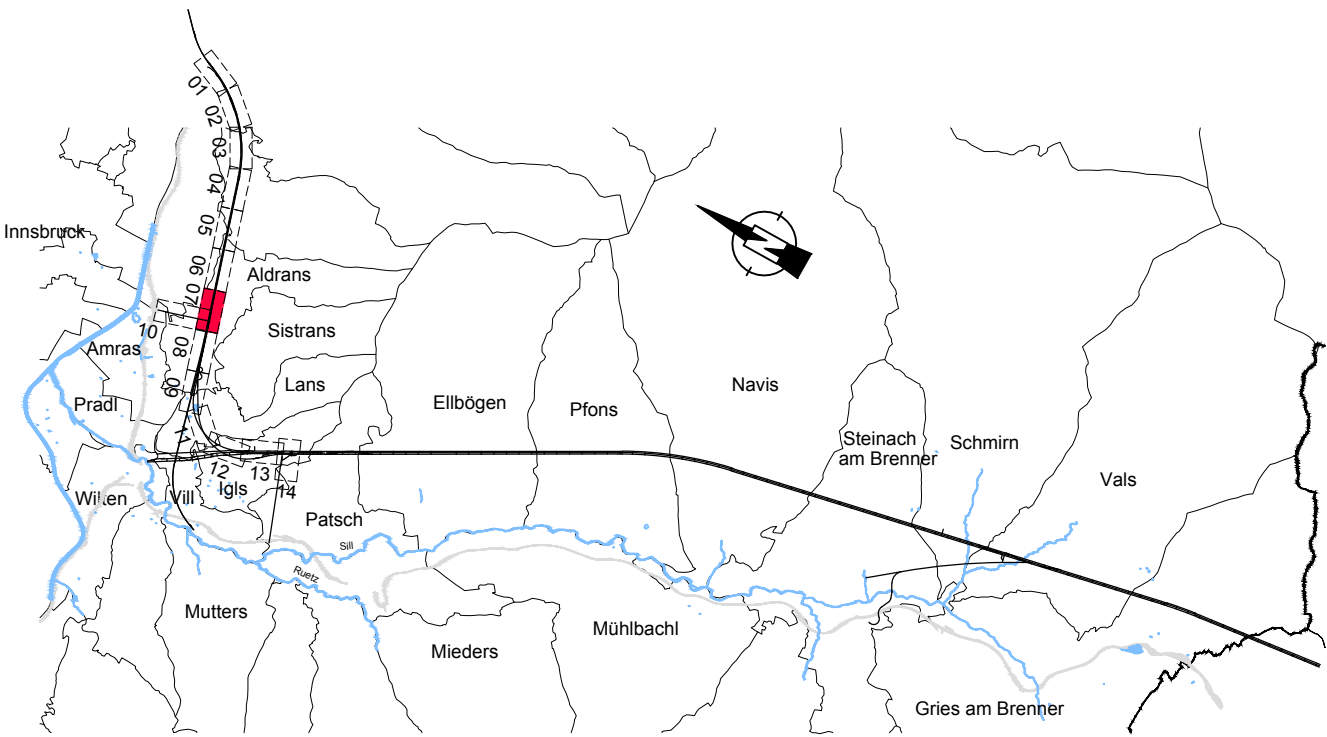 01
02
03
04
05
Innsbruck
06
Aldrans
07
10
Sistrans
08
Amras
Lans
09
Navis
Pradl
Ellbögen
Pfons
11
Steinach
am Brenner
Schmirn
12
13
14
Igls
Vals
Wilten
Vill
Patsch
Sill
Ruetz
Mutters
Mühlbachl
Mieders
Gries am Brenner